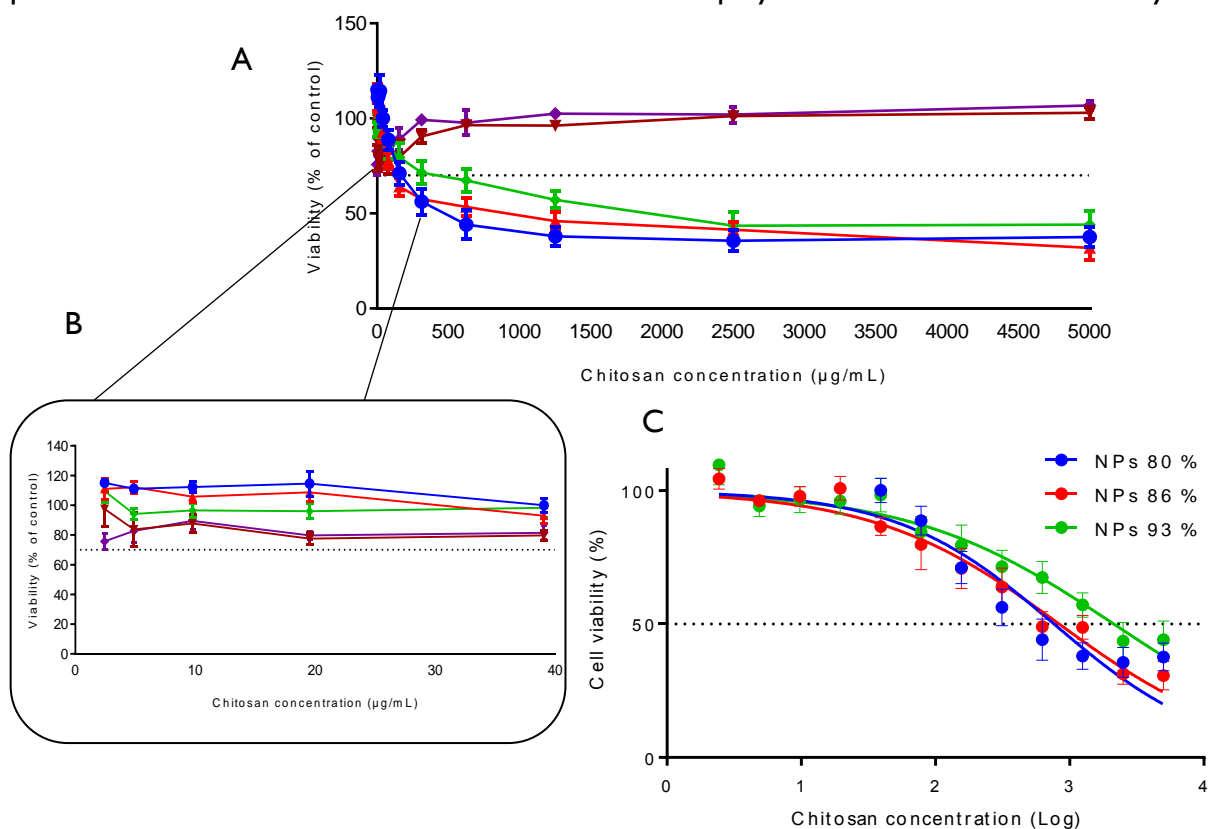 A
Viability (% of control)
150
100
50
0
0 500 1000 1500 2000 2500 3000 3500 4000 4500 5000
Chitosan concentration (µg/mL)
B
Viability (% of control)
140
120
100
80
60
40
20
0
0 10 20 30 40
Chitosan concentration (µg/mL)
C
Cell viability (%)
100
50
0
0 1 2 3 4
Chitosan concentration (Log)
NPs 80 %
NPs 86 %
NPs 93 %